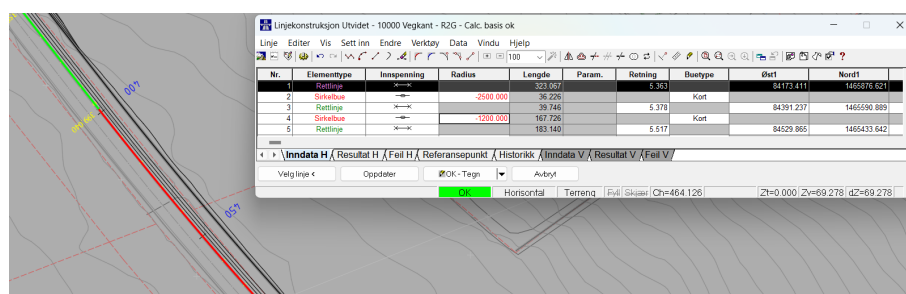 Linjekonstruksjon Utvidet - 10000 Vegkant - R2G - Calc. basis ok
Linje Editer Vis Sett inn Endre Verktøy Data Vindu Hjelp
100
Nr. Elementtype Innspenning Radius Lengde Param. Retning Buetype Øst1 Nord1
1 Rettlinje 323.067 5.363 84173.411 1465876.621
2 Sirkelbue -2500.000 36.226 Kort
3 Rettlinje 39.746 5.378 84391.237 1465590.889
4 Sirkelbue -1200.000 167.726 Kort
5 Rettlinje 183.140 5.517 84529.865 1465433.642
Inndata H Resultat H Feil H Referansepunkt Historikk Inndata V Resultat V Feil V
Velg linje < Oppdater OK - Tegn Avbryt
OK Horisontal Terreng Fyll Skjær Ch=464.126 Zt=0.000 Zv=69.278 dZ=69.278
400
450